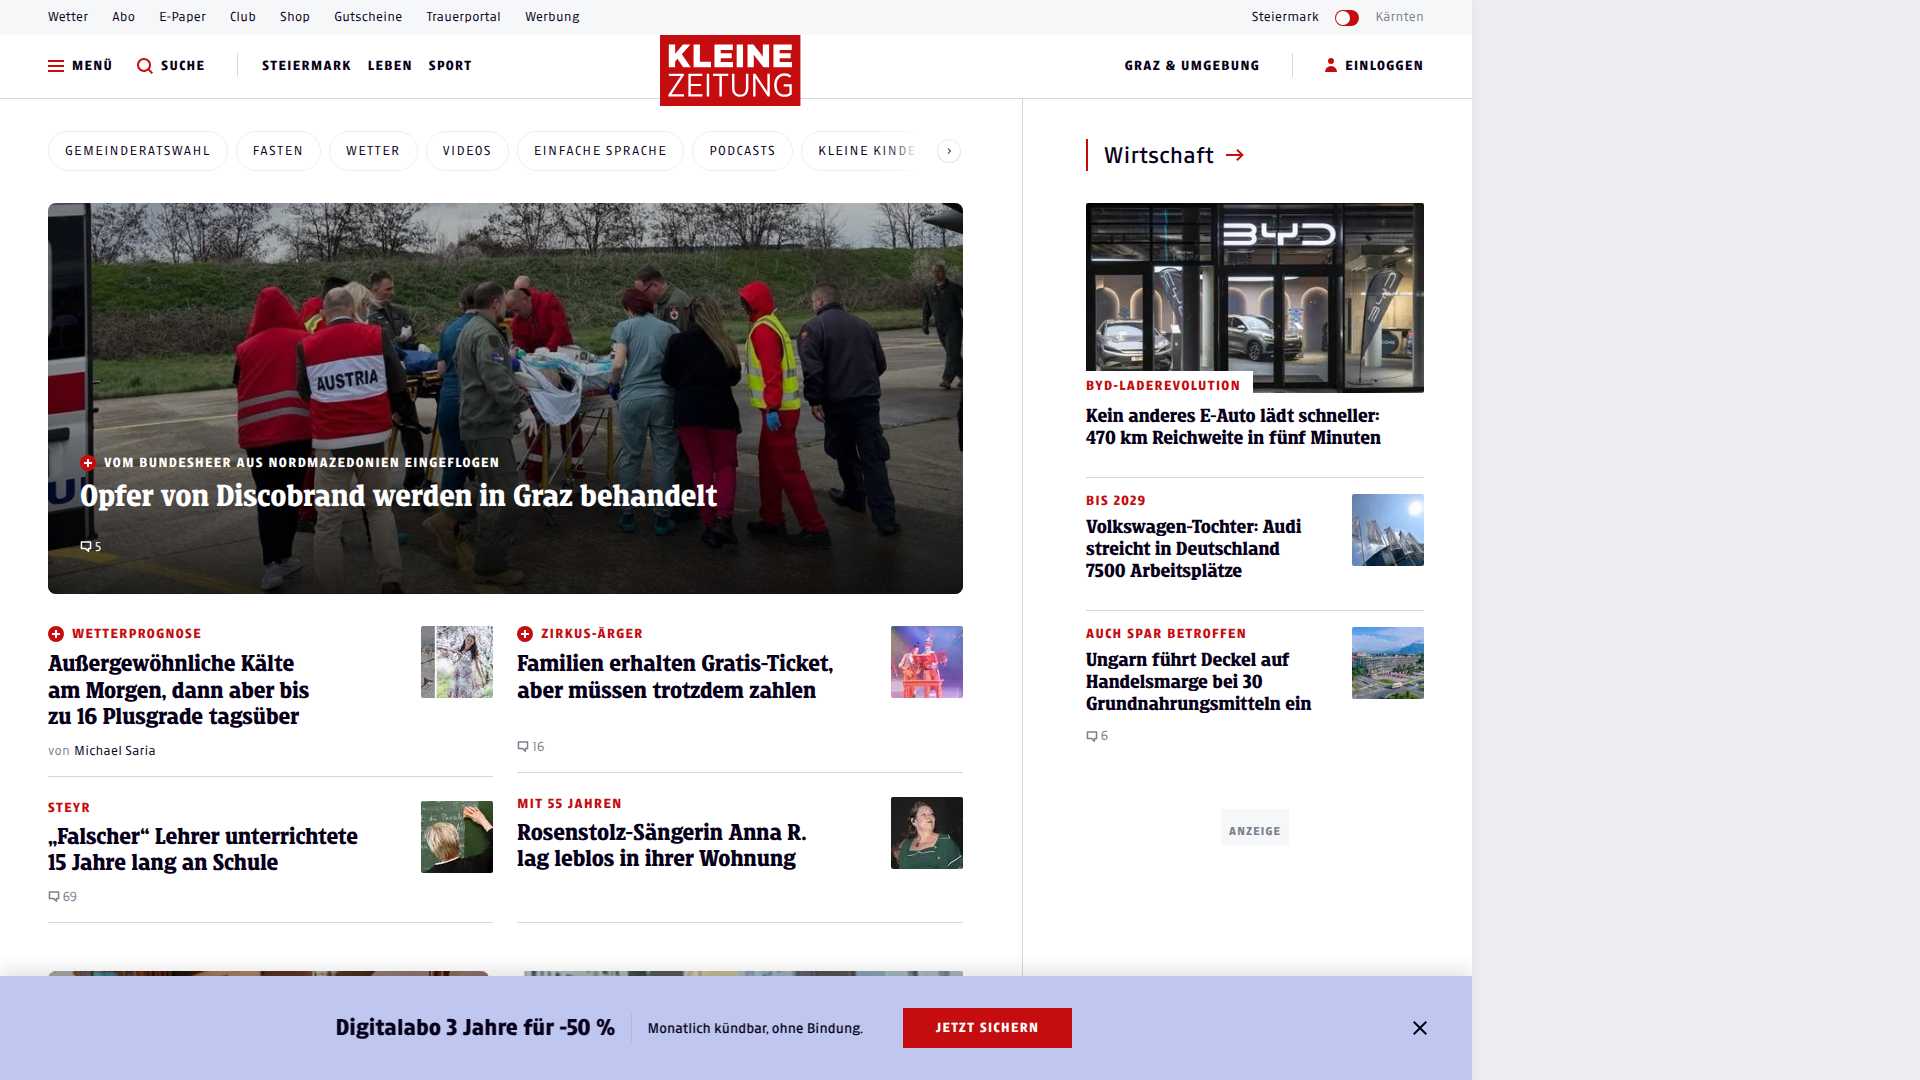 Wetter Abo E-Paper Club Shop Gutscheine Trauerportal Werbung
Steiermark Kärnten
MENÜ SUCHE STEIERMARK LEBEN SPORT
KLEINE
ZEITUNG
GRAZ & UMGEBUNG EINLOGGEN
GEMEINDERATSWAHL FASTEN WETTER VIDEOS EINFACHE SPRACHE PODCASTS KLEINE KINDE
AUSTRIA
VOM BUNDESHEER AUS NORDMAZEDONIEN EINGEFLOGEN
Opfer von Discobrand werden in Graz behandelt
5
WETTERPROGNOSE
Außergewöhnliche Kälte
am Morgen, dann aber bis
zu 16 Plusgrade tagsüber
von Michael Saria
ZIRKUS-ÄRGER
Familien erhalten Gratis-Ticket,
aber müssen trotzdem zahlen
16
STEYR
„Falscher“ Lehrer unterrichtete
15 Jahre lang an Schule
69
MIT 55 JAHREN
Rosenstolz-Sängerin Anna R.
lag leblos in ihrer Wohnung
Wirtschaft
BYD
BYD-LADEREVOLUTION
Kein anderes E-Auto lädt schneller:
470 km Reichweite in fünf Minuten
BIS 2029
Volkswagen-Tochter: Audi
streicht in Deutschland
7500 Arbeitsplätze
AUCH SPAR BETROFFEN
Ungarn führt Deckel auf
Handelsmarge bei 30
Grundnahrungsmitteln ein
6
ANZEIGE
Digitalabo 3 Jahre für -50 %
Monatlich kündbar, ohne Bindung.
JETZT SICHERN